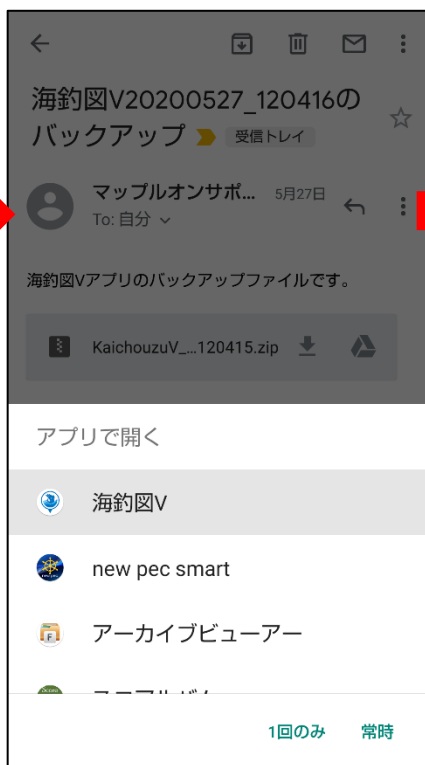 海釣図V20200527_120416の
バックアップ 受信トレイ
マップルオンサポ... 5月27日
To: 自分
海釣図Vアプリのバックアップファイルです。
KaichouzuV_...120415.zip
アプリで開く
海釣図V
new pec smart
アーカイブビューアー
1回のみ 常時